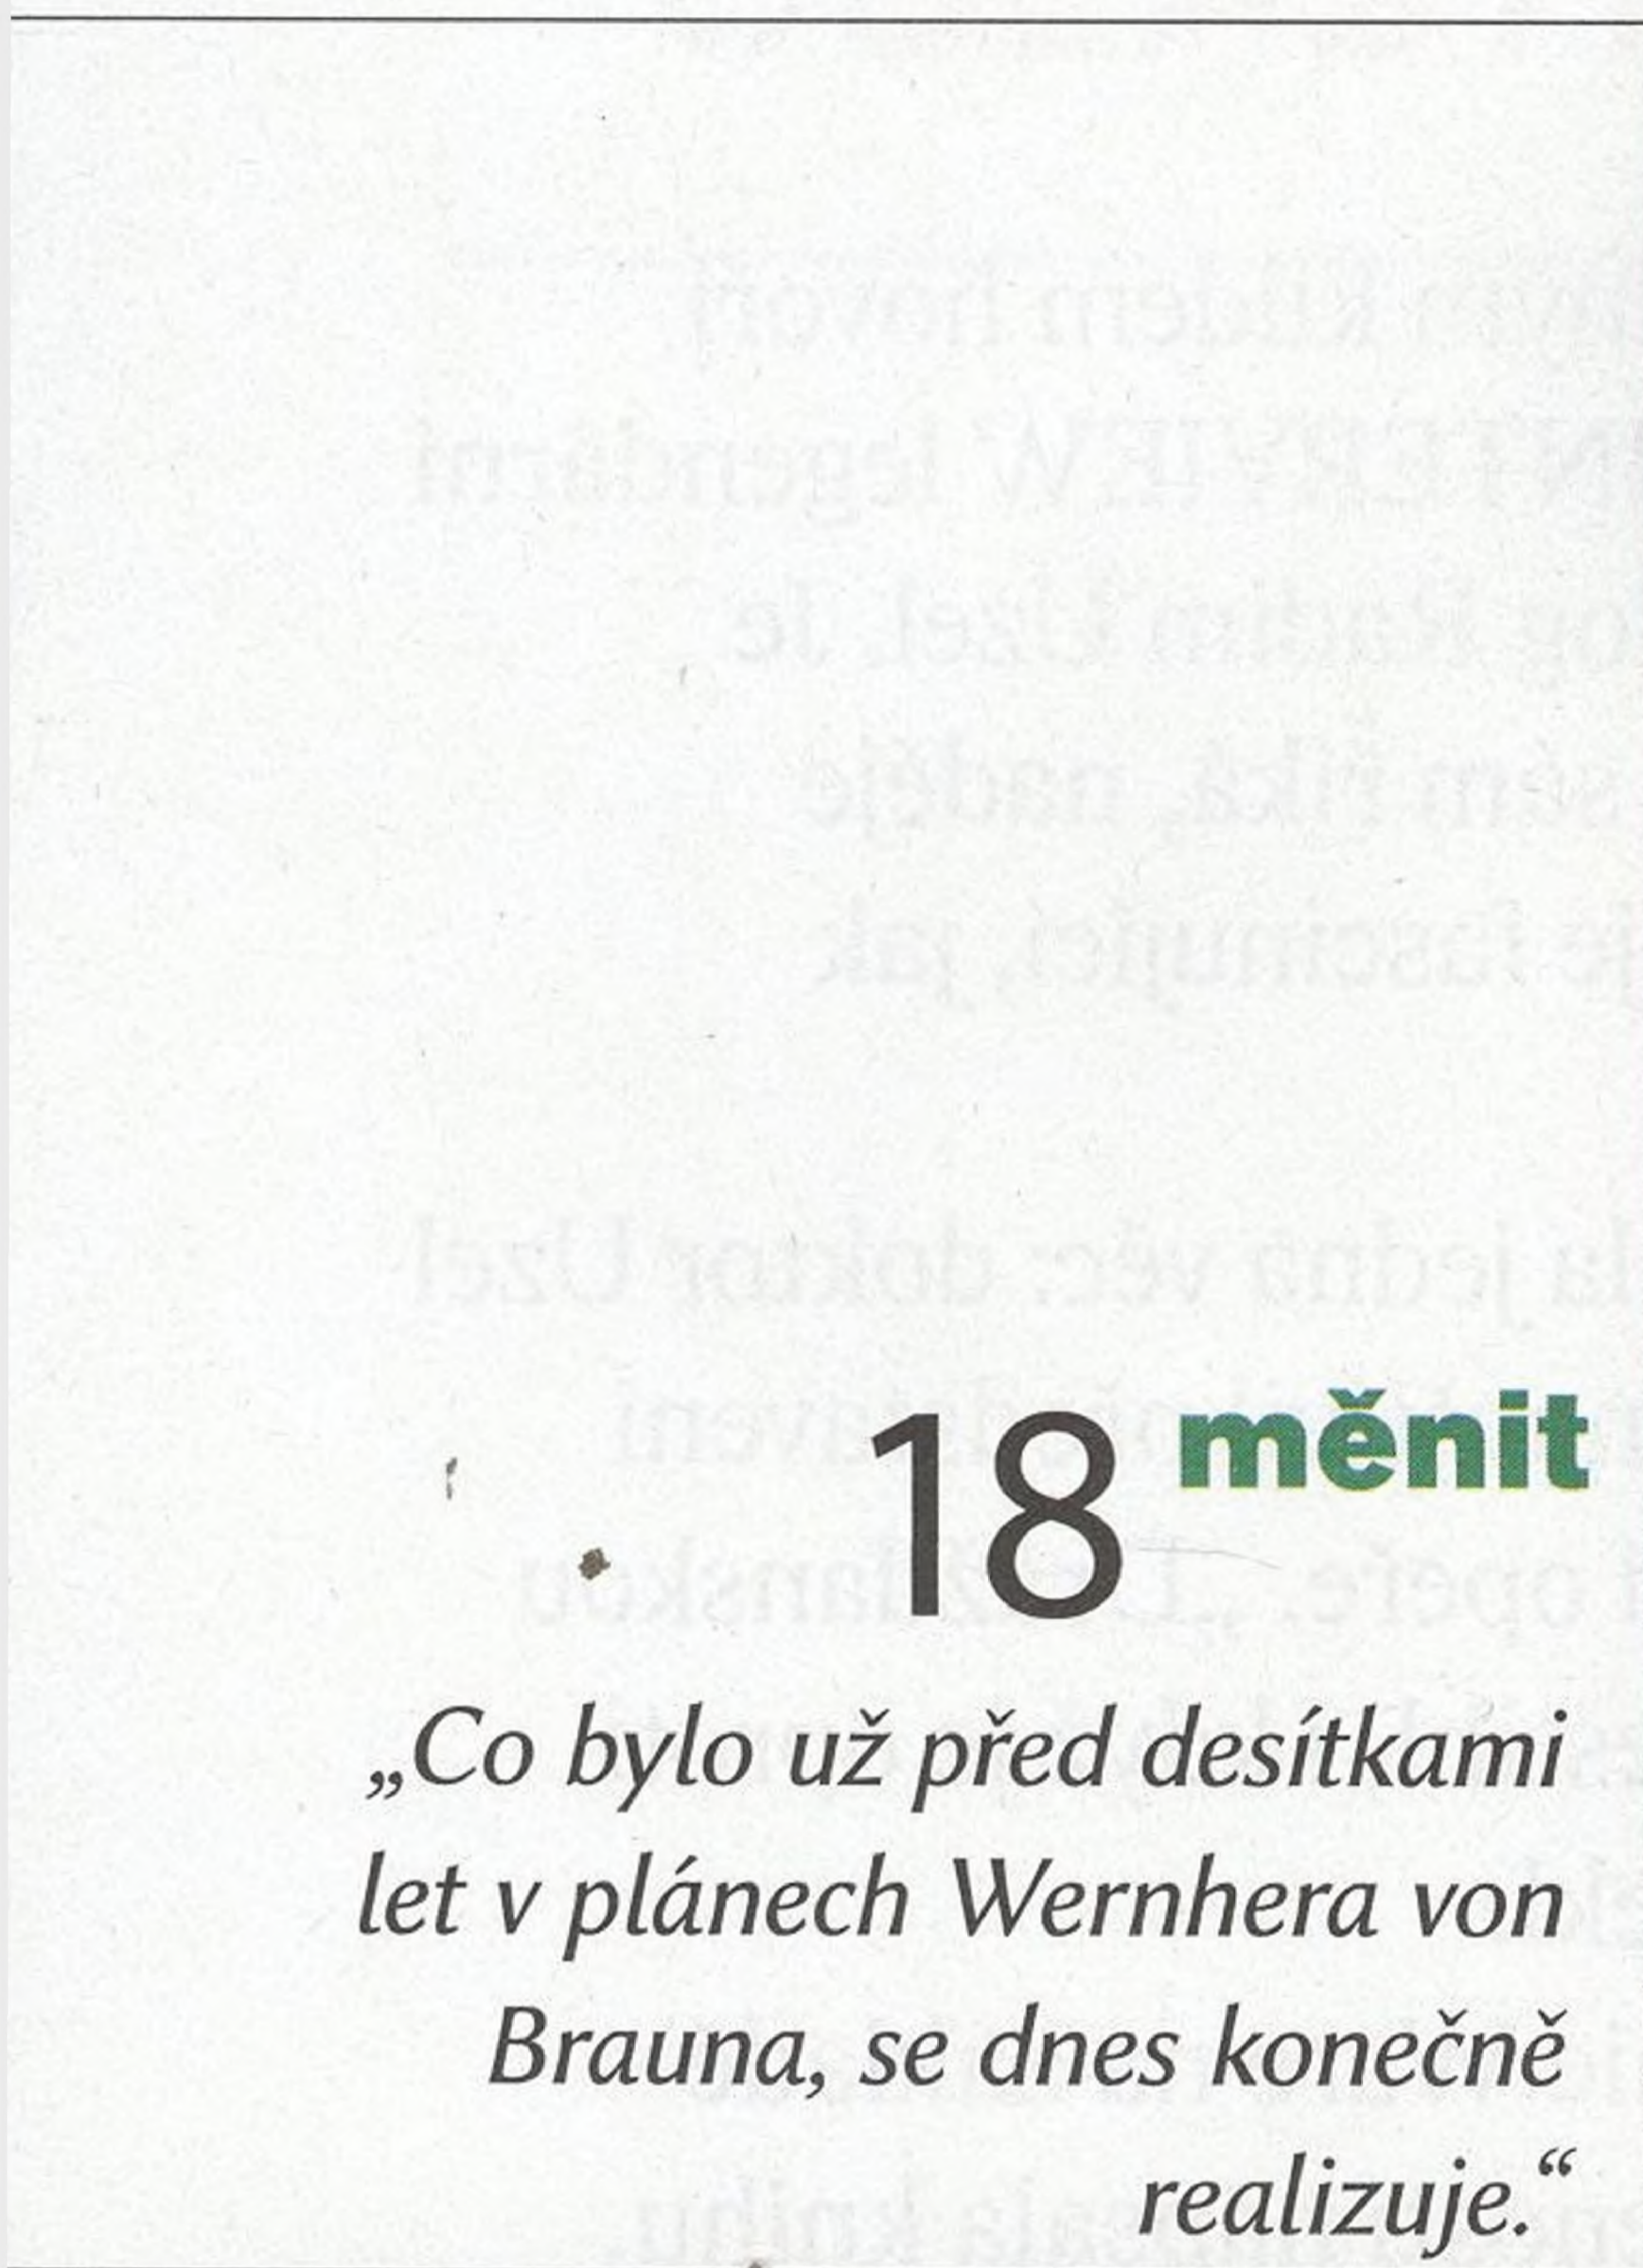 18 měnit
„Co bylo už před desítkami
let v plánech Wernhera von
Brauna, se dnes konečně
realizuje.“